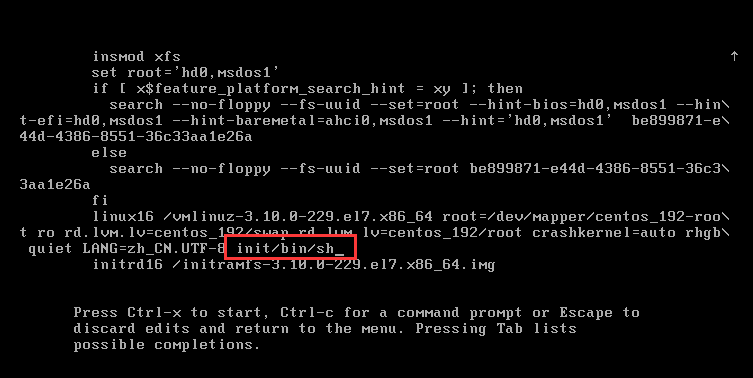 insmod xfs
set root='hd0,msdos1'
if [ x$feature_platform_search_hint = xy ]; then
search --no-floppy --fs-uuid --set=root --hint-bios=hd0,msdos1 --hin\
t-efi=hd0,msdos1 --hint-baremetal=ahci0,msdos1 --hint='hd0,msdos1'  be899871-e\
44d-4386-8551-36c33aa1e26a
else
search --no-floppy --fs-uuid --set=root be899871-e44d-4386-8551-36c3\
3aa1e26a
fi
linux16 /vmlinuz-3.10.0-229.el7.x86_64 root=/dev/mapper/centos_192-roo\
t ro rd.lvm.lv=centos_192/swap rd.lvm.lv=centos_192/root crashkernel=auto rhgb\
quiet LANG=zh_CN.UTF-8 init/bin/sh_
initrd16 /initramfs-3.10.0-229.el7.x86_64.img
Press Ctrl-x to start, Ctrl-c for a command prompt or Escape to
discard edits and return to the menu. Pressing Tab lists
possible completions.